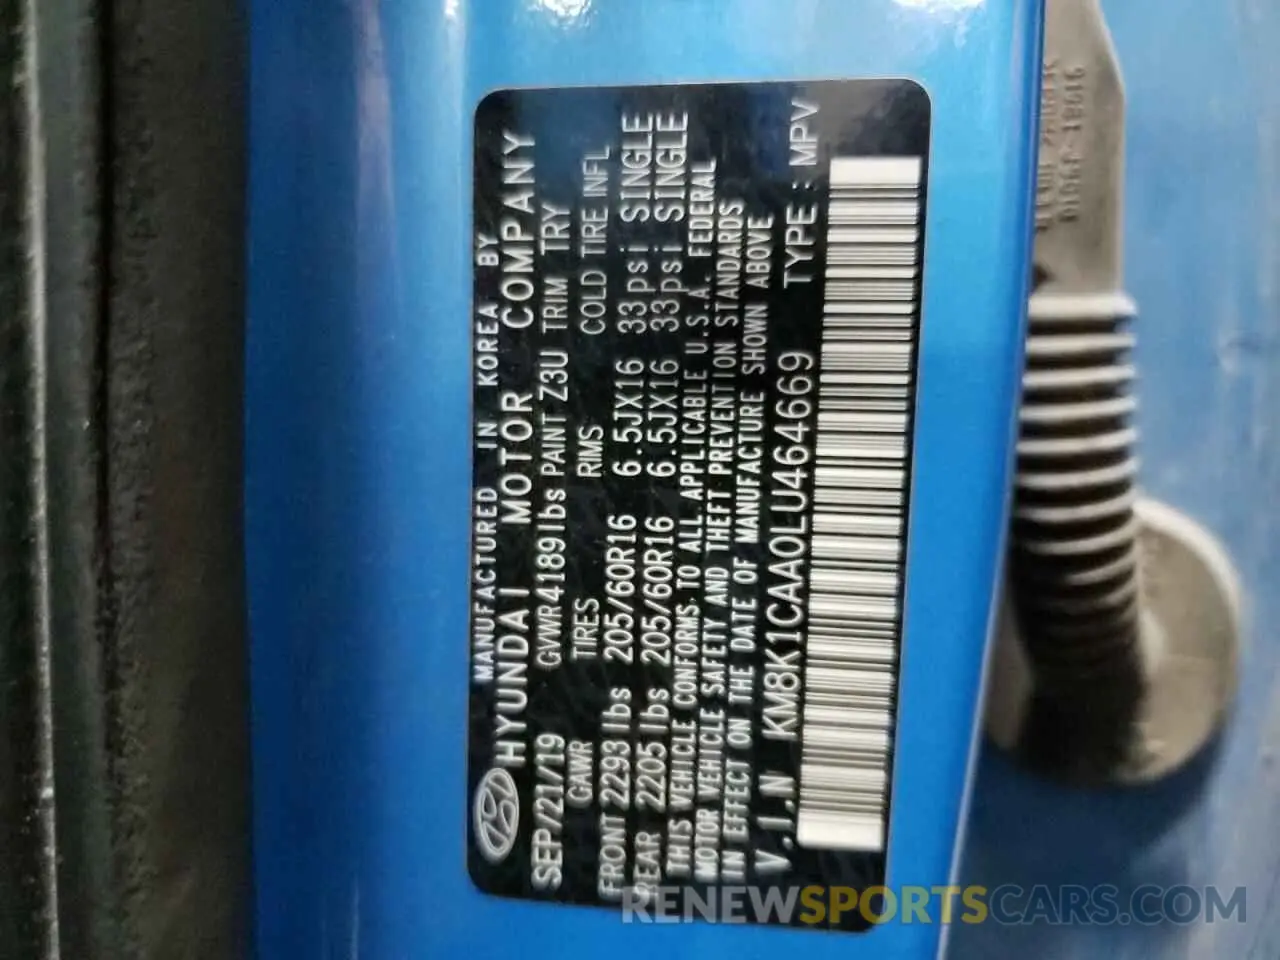 MANUFACTURED IN KOREA BY
HYUNDAI MOTOR COMPANY
SEP/21/19 GVWR4189lbs PAINT Z3U TRIM TRY
GAWR TIRES RIMS COLD TIRE INFL
FRONT 2293lbs 205/60R16 6.5JX16 33psi SINGLE
REAR 2205lbs 205/60R16 6.5JX16 33psi SINGLE
THIS VEHICLE CONFORMS TO ALL APPLICABLE U.S.A. FEDERAL
MOTOR VEHICLE SAFETY AND THEFT PREVENTION STANDARDS
IN EFFECT ON THE DATE OF MANUFACTURE SHOWN ABOVE
V.I.N KM8K1CAA0LU464669 TYPE: MPV
RENEWSPORTSCARS.COM